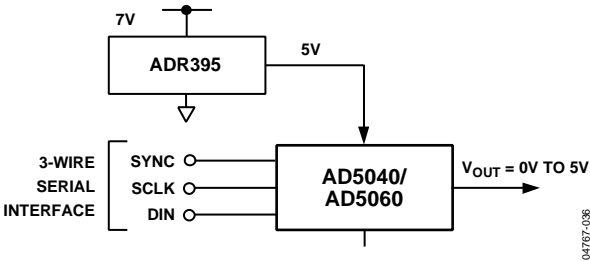 7V
ADR395
5V
3-WIRE
SERIAL
INTERFACE
SYNC
SCLK
DIN
AD5040/
AD5060
VOUT = 0V TO 5V
04767-036